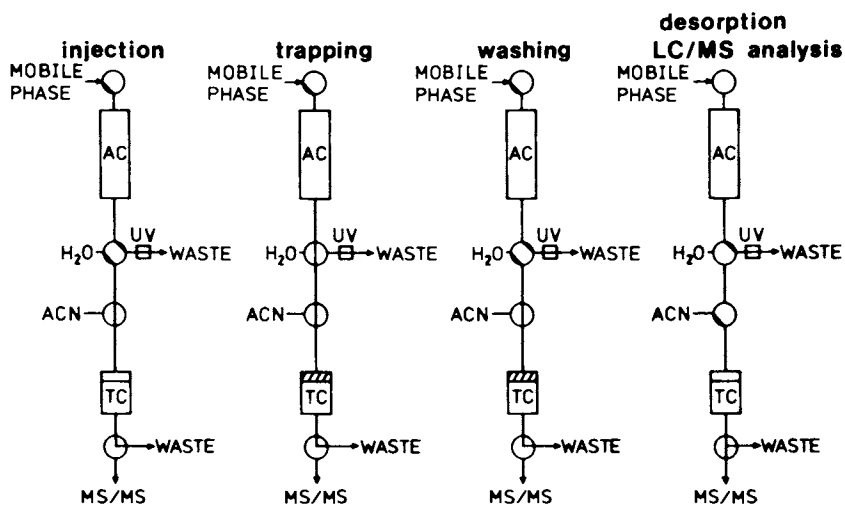 injection
MOBILE
PHASE
AC
UV
H₂O
WASTE
ACN
TC
WASTE
MS/MS
trapping
MOBILE
PHASE
AC
UV
H₂O
WASTE
ACN
TC
WASTE
MS/MS
washing
MOBILE
PHASE
AC
UV
H₂O
WASTE
ACN
TC
WASTE
MS/MS
desorption
LC/MS analysis
MOBILE
PHASE
AC
UV
H₂O
WASTE
ACN
TC
WASTE
MS/MS